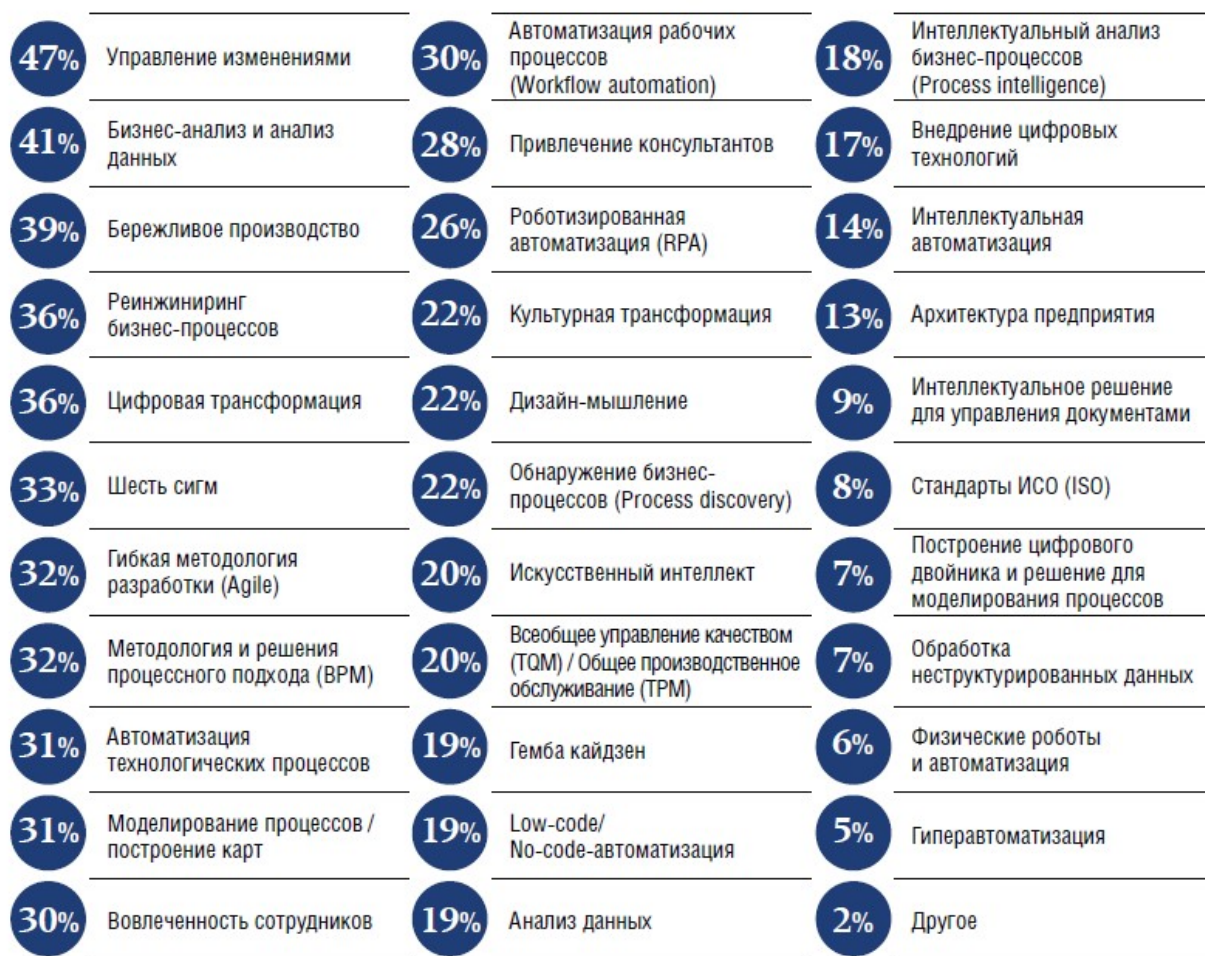 47%
Управление изменениями
41%
Бизнес-анализ и анализ
данных
39%
Бережливое производство
36%
Реинжиниринг
бизнес-процессов
36%
Цифровая трансформация
33%
Шесть сигм
32%
Гибкая методология
разработки (Agile)
32%
Методология и решения
процессного подхода (BPM)
31%
Автоматизация
технологических процессов
31%
Моделирование процессов /
построение карт
30%
Вовлеченность сотрудников
30%
Автоматизация рабочих
процессов
(Workflow automation)
28%
Привлечение консультантов
26%
Роботизированная
автоматизация (RPA)
22%
Культурная трансформация
22%
Дизайн-мышление
22%
Обнаружение бизнес-
процессов (Process discovery)
20%
Искусственный интеллект
20%
Всеобщее управление качеством
(TQM) / Общее производственное
обслуживание (TPM)
19%
Гемба кайдзен
19%
Low-code/
No-code-автоматизация
19%
Анализ данных
18%
Интеллектуальный анализ
бизнес-процессов
(Process intelligence)
17%
Внедрение цифровых
технологий
14%
Интеллектуальная
автоматизация
13%
Архитектура предприятия
9%
Интеллектуальное решение
для управления документами
8%
Стандарты ИСО (ISO)
7%
Построение цифрового
двойника и решение для
моделирования процессов
7%
Обработка
неструктурированных данных
6%
Физические роботы
и автоматизация
5%
Гиперавтоматизация
2%
Другое